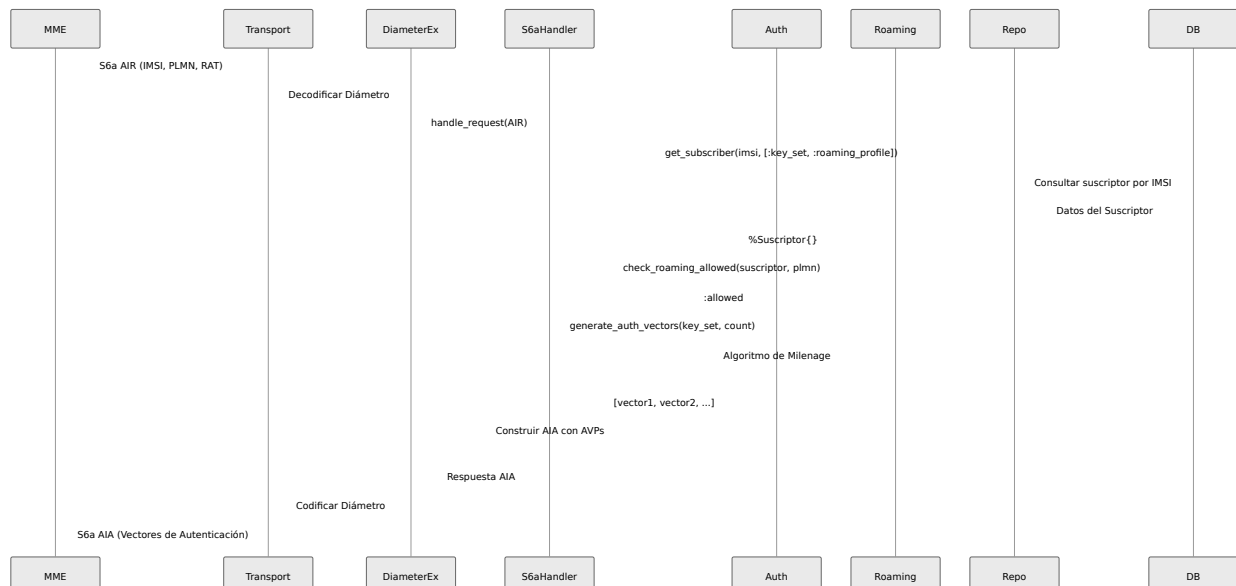 MME Transport DiameterEx S6aHandler Auth Roaming Repo DB
S6a AIR (IMSI, PLMN, RAT)
Decodificar Diámetro
handle_request(AIR)
get_subscriber(imsi, [:key_set, :roaming_profile])
Consultar suscriptor por IMSI
Datos del Suscriptor
%Suscriptor{}
check_roaming_allowed(suscriptor, plmn)
:allowed
generate_auth_vectors(key_set, count)
Algoritmo de Milenage
[vector1, vector2, ...]
Construir AIA con AVPs
Respuesta AIA
Codificar Diámetro
S6a AIA (Vectores de Autenticación)
MME Transport DiameterEx S6aHandler Auth Roaming Repo DB